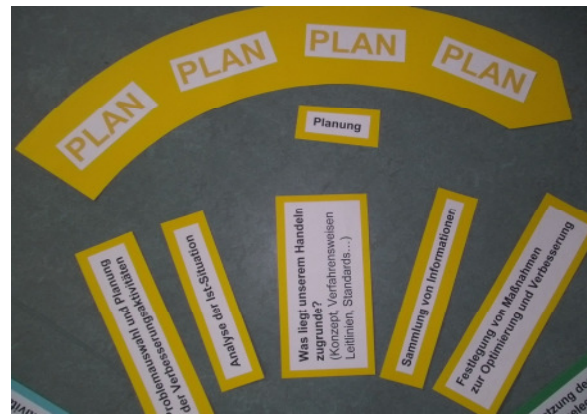 PLAN
PLAN
PLAN
PLAN
Planung
roblemauswahl und Planung
der Verbesserungsaktivitäten
Analyse der Ist-Situation
Was liegt unserem Handeln
zugrunde?
(Konzept, Verfahrensweisen
Leitlinien, Standards...)
Sammlung von Informationen
Festlegung von Maßnahmen
zur Optimierung und Verbesserung